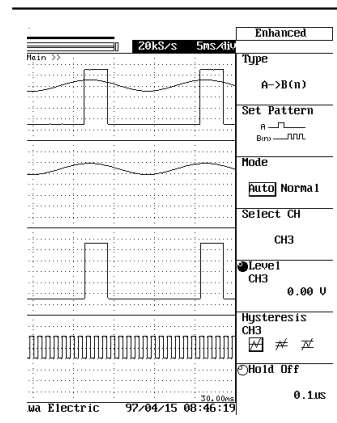 Enhanced
20kS/s 5ms/div
Main >>
Type
A->B(n)
Set Pattern
A
B(n)
Mode
Auto Normal
Select CH
CH3
Level
CH3
0.00 V
Hysteresis
CH3
Hold Off
0.1us
30.00ms
wa Electric 97/04/15 08:46:19